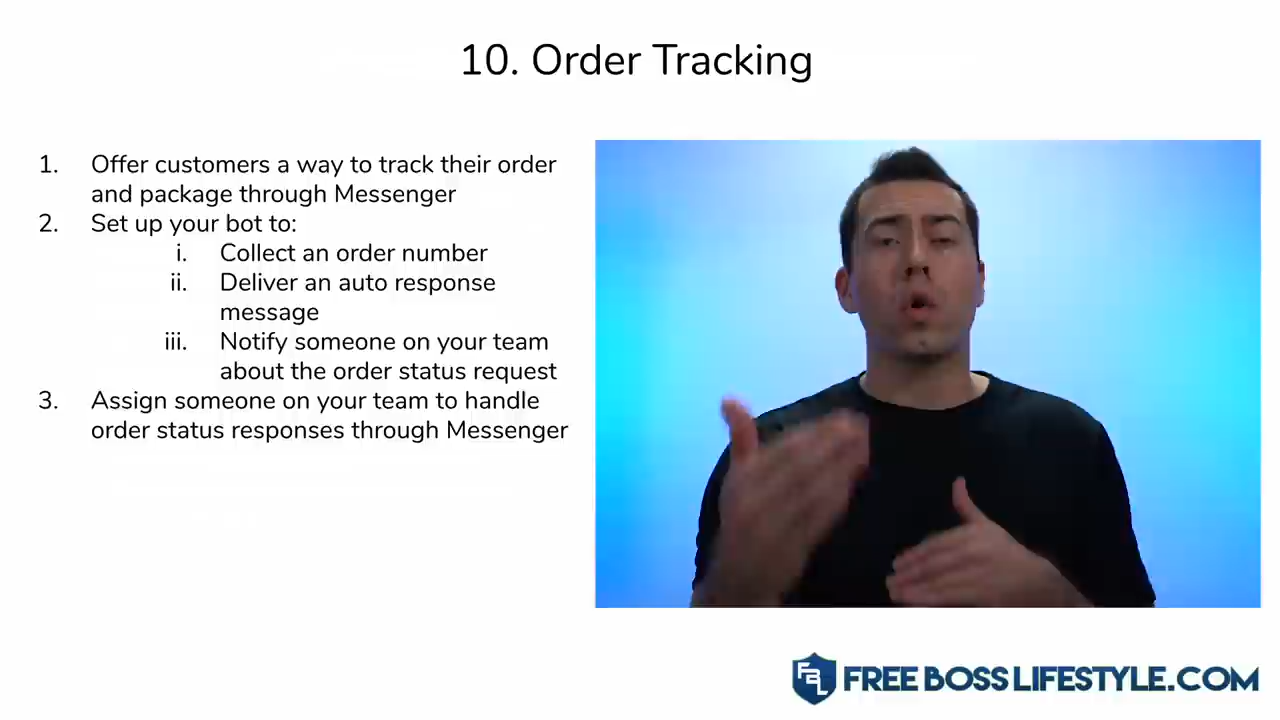 10. Order Tracking
1. Offer customers a way to track their order
and package through Messenger
2. Set up your bot to:
i. Collect an order number
ii. Deliver an auto response
message
iii. Notify someone on your team
about the order status request
3. Assign someone on your team to handle
order status responses through Messenger
FBL FREE BOSS LIFESTYLE.COM